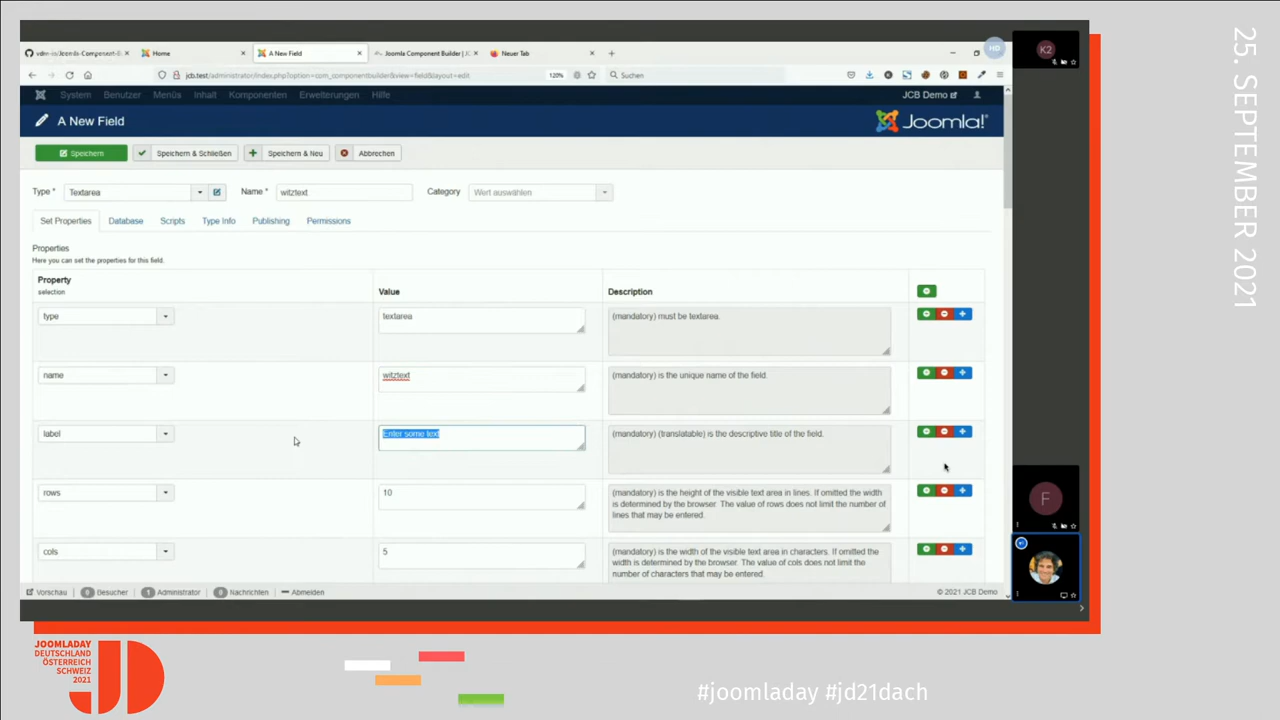 Home
A New Field
Joomla Component Builder | JC
Neuer Tab
jcb.test/administrator/index.php?option=com_componentbuilder&view=field&layout=edit
120%
Suchen
System
Benutzer
Menüs
Inhalt
Komponenten
Erweiterungen
Hilfe
JCB Demo
A New Field
Joomla!®
Speichern
Speichern & Schließen
Speichern & Neu
Abbrechen
Type *
Textarea
Name *
witztext
Category
Wert auswählen
Set Properties
Database
Scripts
Type Info
Publishing
Permissions
Properties
Here you can set the properties for this field.
Property
selection
Value
Description
type
textarea
(mandatory) must be textarea.
name
witztext
(mandatory) is the unique name of the field.
label
Enter some text
(mandatory) (translatable) is the descriptive title of the field.
rows
10
(mandatory) is the height of the visible text area in lines. If omitted the width
is determined by the browser. The value of rows does not limit the number of
lines that may be entered.
cols
5
(mandatory) is the width of the visible text area in characters. If omitted the
width is determined by the browser. The value of cols does not limit the
number of characters that may be entered.
Vorschau
0 Besucher
1 Administrator
0 Nachrichten
Abmelden
© 2021 JCB Demo
HD
K2
F
25. SEPTEMBER 2021
JOOMLADAY
DEUTSCHLAND
ÖSTERREICH
SCHWEIZ
2021
JD
#joomladay #jd21dach